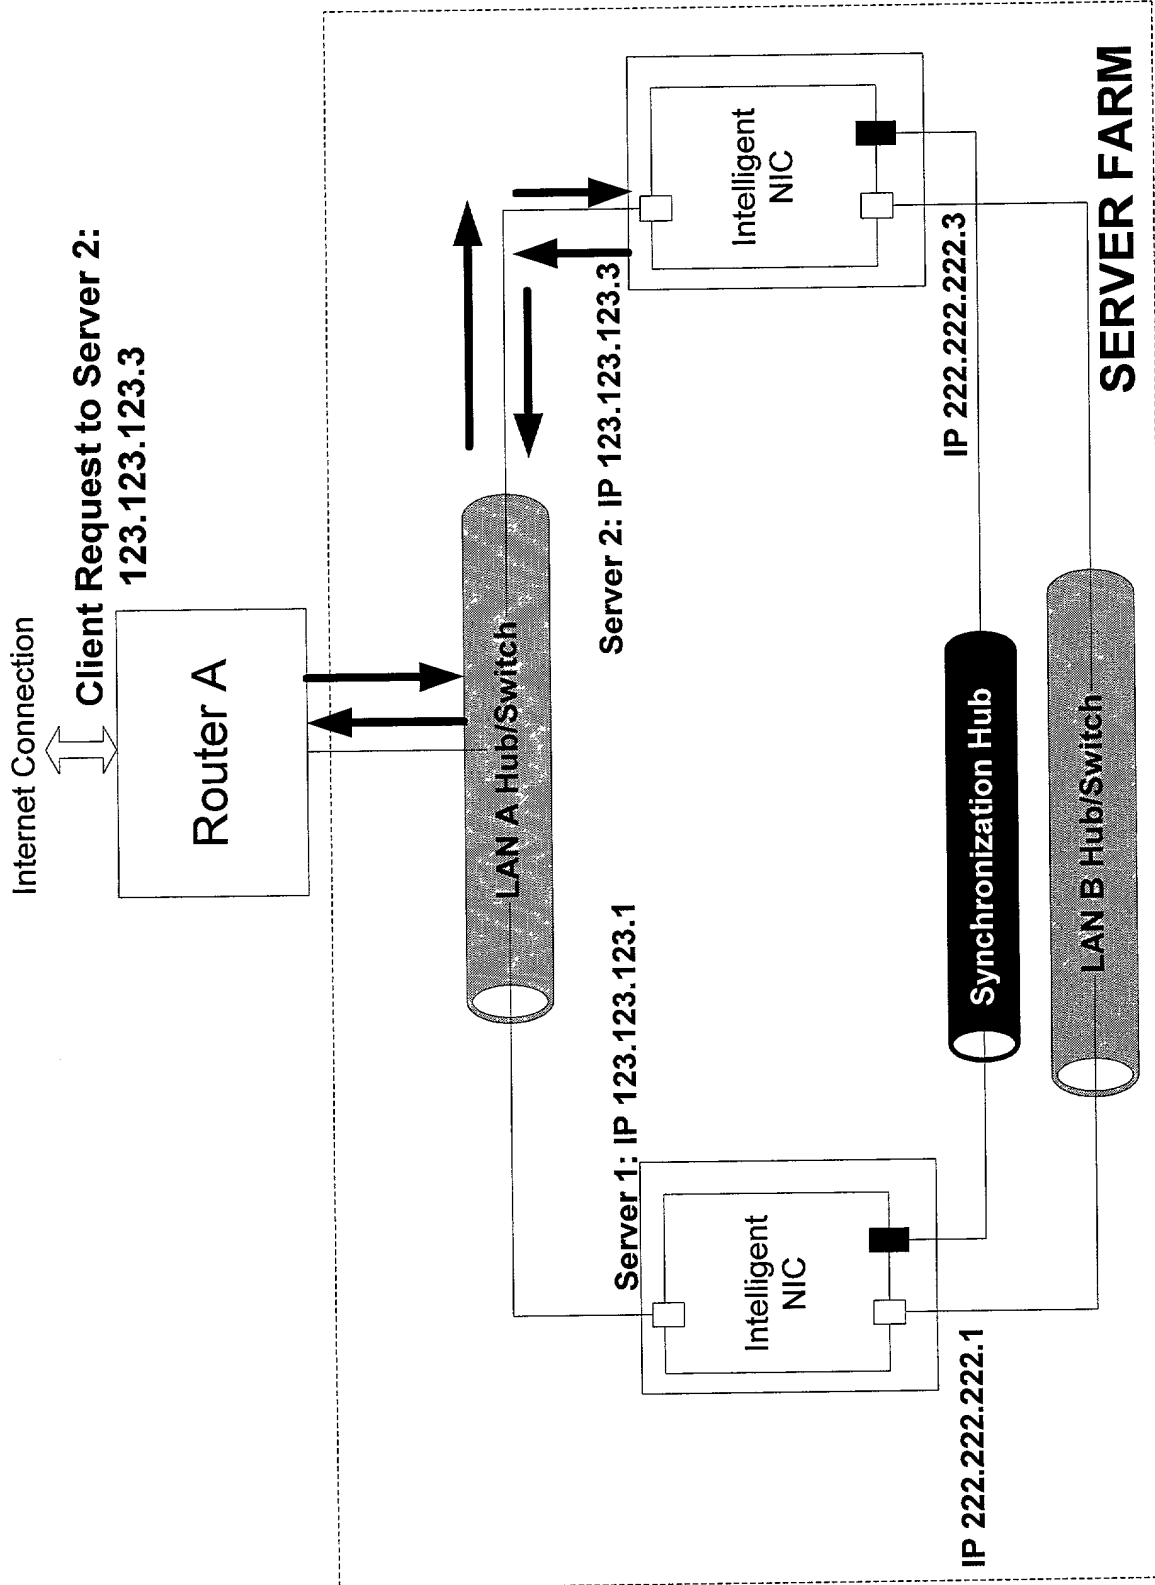 Internet Connection
Client Request to Server 2:
123.123.123.3
Router A
LAN A Hub/Switch
Server 1: IP 123.123.123.1
Server 2: IP 123.123.123.3
Intelligent
NIC
Intelligent
NIC
IP 222.222.222.1
IP 222.222.222.3
Synchronization Hub
LAN B Hub/Switch
SERVER FARM